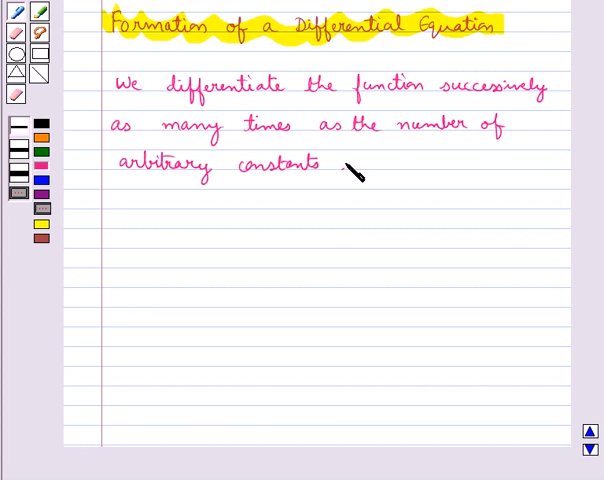 Formation of a Differential Equation
We differentiate the function successively
as many times as the number of
arbitrary constants